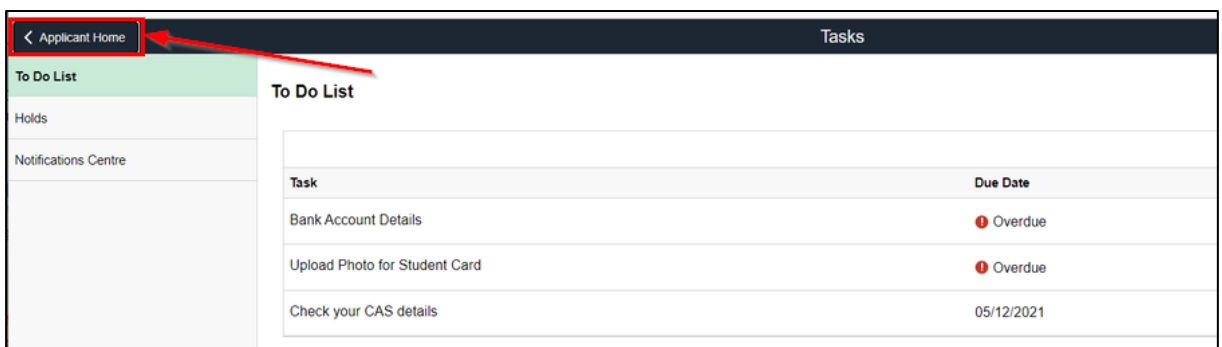 Applicant Home
Tasks
To Do List
Holds
Notifications Centre
To Do List
Task Due Date
Bank Account Details Overdue
Upload Photo for Student Card Overdue
Check your CAS details 05/12/2021